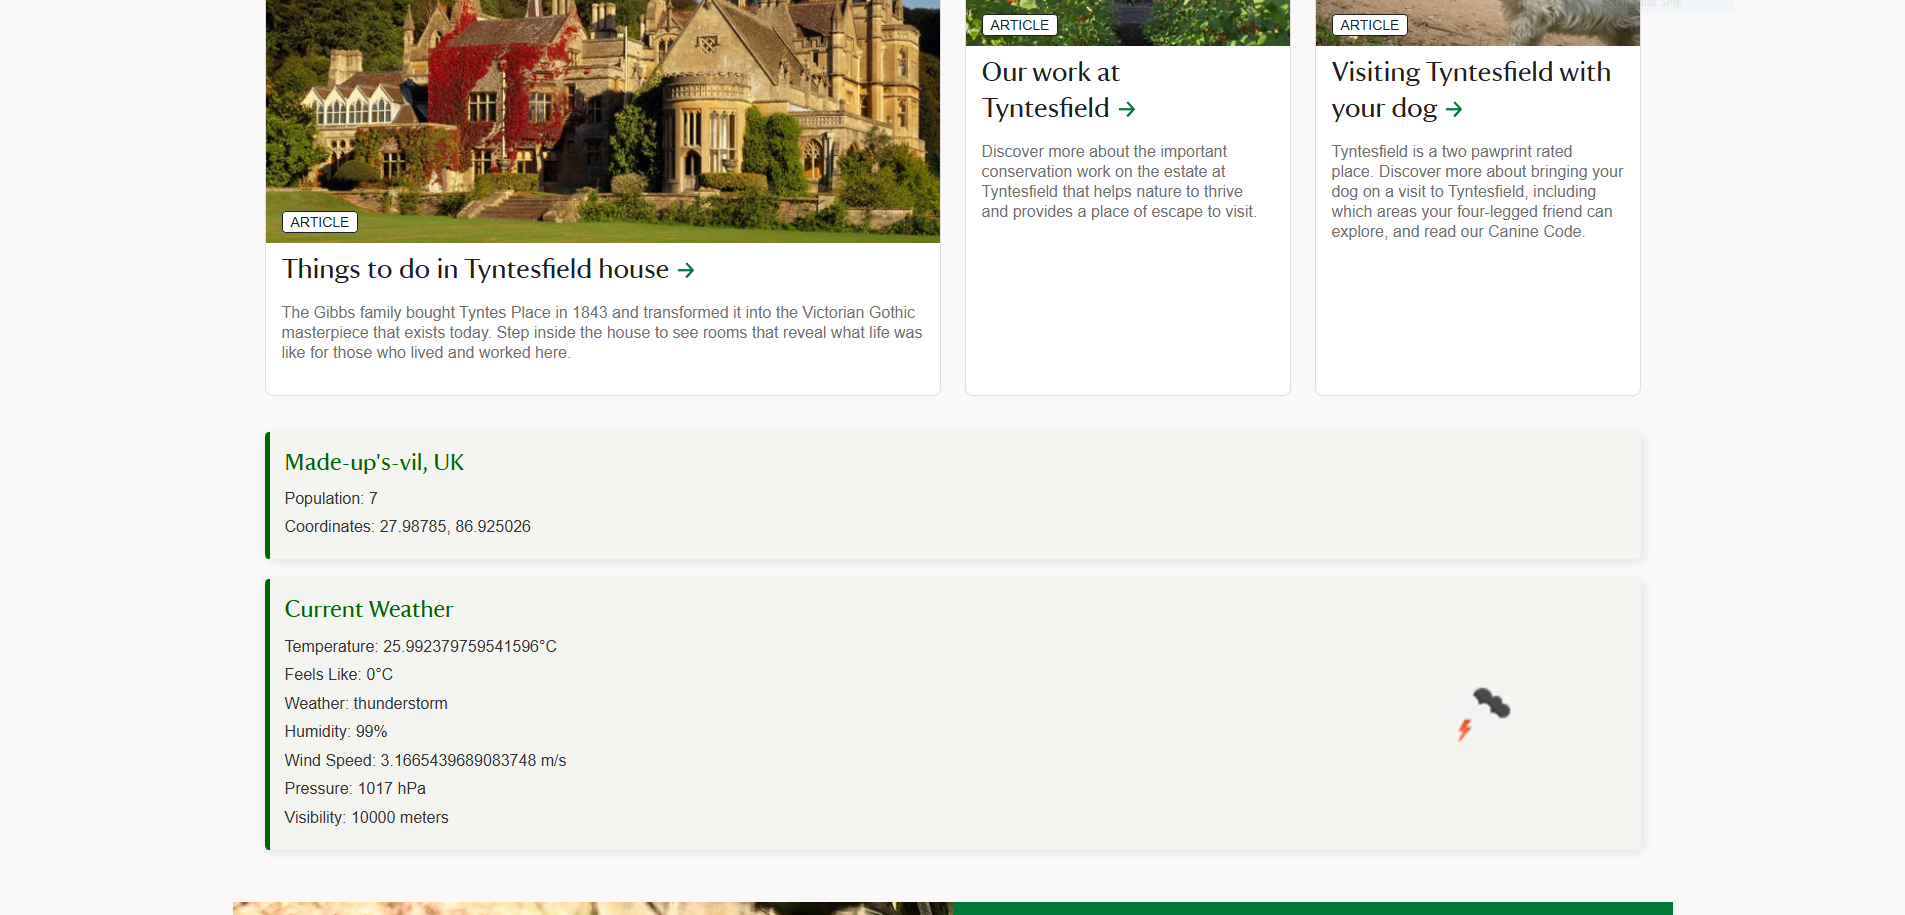 ARTICLE
Things to do in Tyntesfield house →
The Gibbs family bought Tyntes Place in 1843 and transformed it into the Victorian Gothic
masterpiece that exists today. Step inside the house to see rooms that reveal what life was
like for those who lived and worked here.
ARTICLE
Our work at
Tyntesfield →
Discover more about the important
conservation work on the estate at
Tyntesfield that helps nature to thrive
and provides a place of escape to visit.
ARTICLE
Visiting Tyntesfield with
your dog →
Tyntesfield is a two pawprint rated
place. Discover more about bringing your
dog on a visit to Tyntesfield, including
which areas your four-legged friend can
explore, and read our Canine Code.
Made-up's-vil, UK
Population: 7
Coordinates: 27.98785, 86.925026
Current Weather
Temperature: 25.992379759541596°C
Feels Like: 0°C
Weather: thunderstorm
Humidity: 99%
Wind Speed: 3.1665439689083748 m/s
Pressure: 1017 hPa
Visibility: 10000 meters